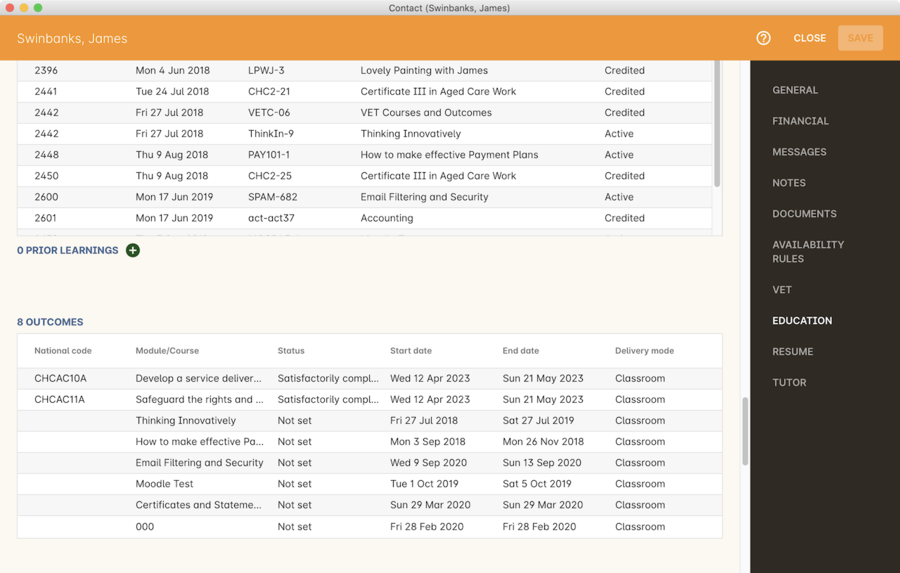 Contact (Swinbanks, James)
Swinbanks, James
CLOSE SAVE
2396 Mon 4 Jun 2018 LPWJ-3 Lovely Painting with James Credited
2441 Tue 24 Jul 2018 CHC2-21 Certificate III in Aged Care Work Credited
2442 Fri 27 Jul 2018 VETC-06 VET Courses and Outcomes Credited
2442 Fri 27 Jul 2018 ThinkIn-9 Thinking Innovatively Active
2448 Thu 9 Aug 2018 PAY101-1 How to make effective Payment Plans Active
2450 Thu 9 Aug 2018 CHC2-25 Certificate III in Aged Care Work Credited
2600 Mon 17 Jun 2019 SPAM-682 Email Filtering and Security Active
2601 Mon 17 Jun 2019 act-act37 Accounting Credited
0 PRIOR LEARNINGS
8 OUTCOMES
National code Module/Course Status Start date End date Delivery mode
CHCAC10A Develop a service deliver... Satisfactorily compl... Wed 12 Apr 2023 Sun 21 May 2023 Classroom
CHCAC11A Safeguard the rights and ... Satisfactorily compl... Wed 12 Apr 2023 Sun 21 May 2023 Classroom
Thinking Innovatively Not set Fri 27 Jul 2018 Sat 27 Jul 2019 Classroom
How to make effective Pa... Not set Mon 3 Sep 2018 Mon 26 Nov 2018 Classroom
Email Filtering and Security Not set Wed 9 Sep 2020 Sun 13 Sep 2020 Classroom
Moodle Test Not set Tue 1 Oct 2019 Sat 5 Oct 2019 Classroom
Certificates and Stateme... Not set Sun 29 Mar 2020 Sun 29 Mar 2020 Classroom
000 Not set Fri 28 Feb 2020 Fri 28 Feb 2020 Classroom
GENERAL
FINANCIAL
MESSAGES
NOTES
DOCUMENTS
AVAILABILITY
RULES
VET
EDUCATION
RESUME
TUTOR